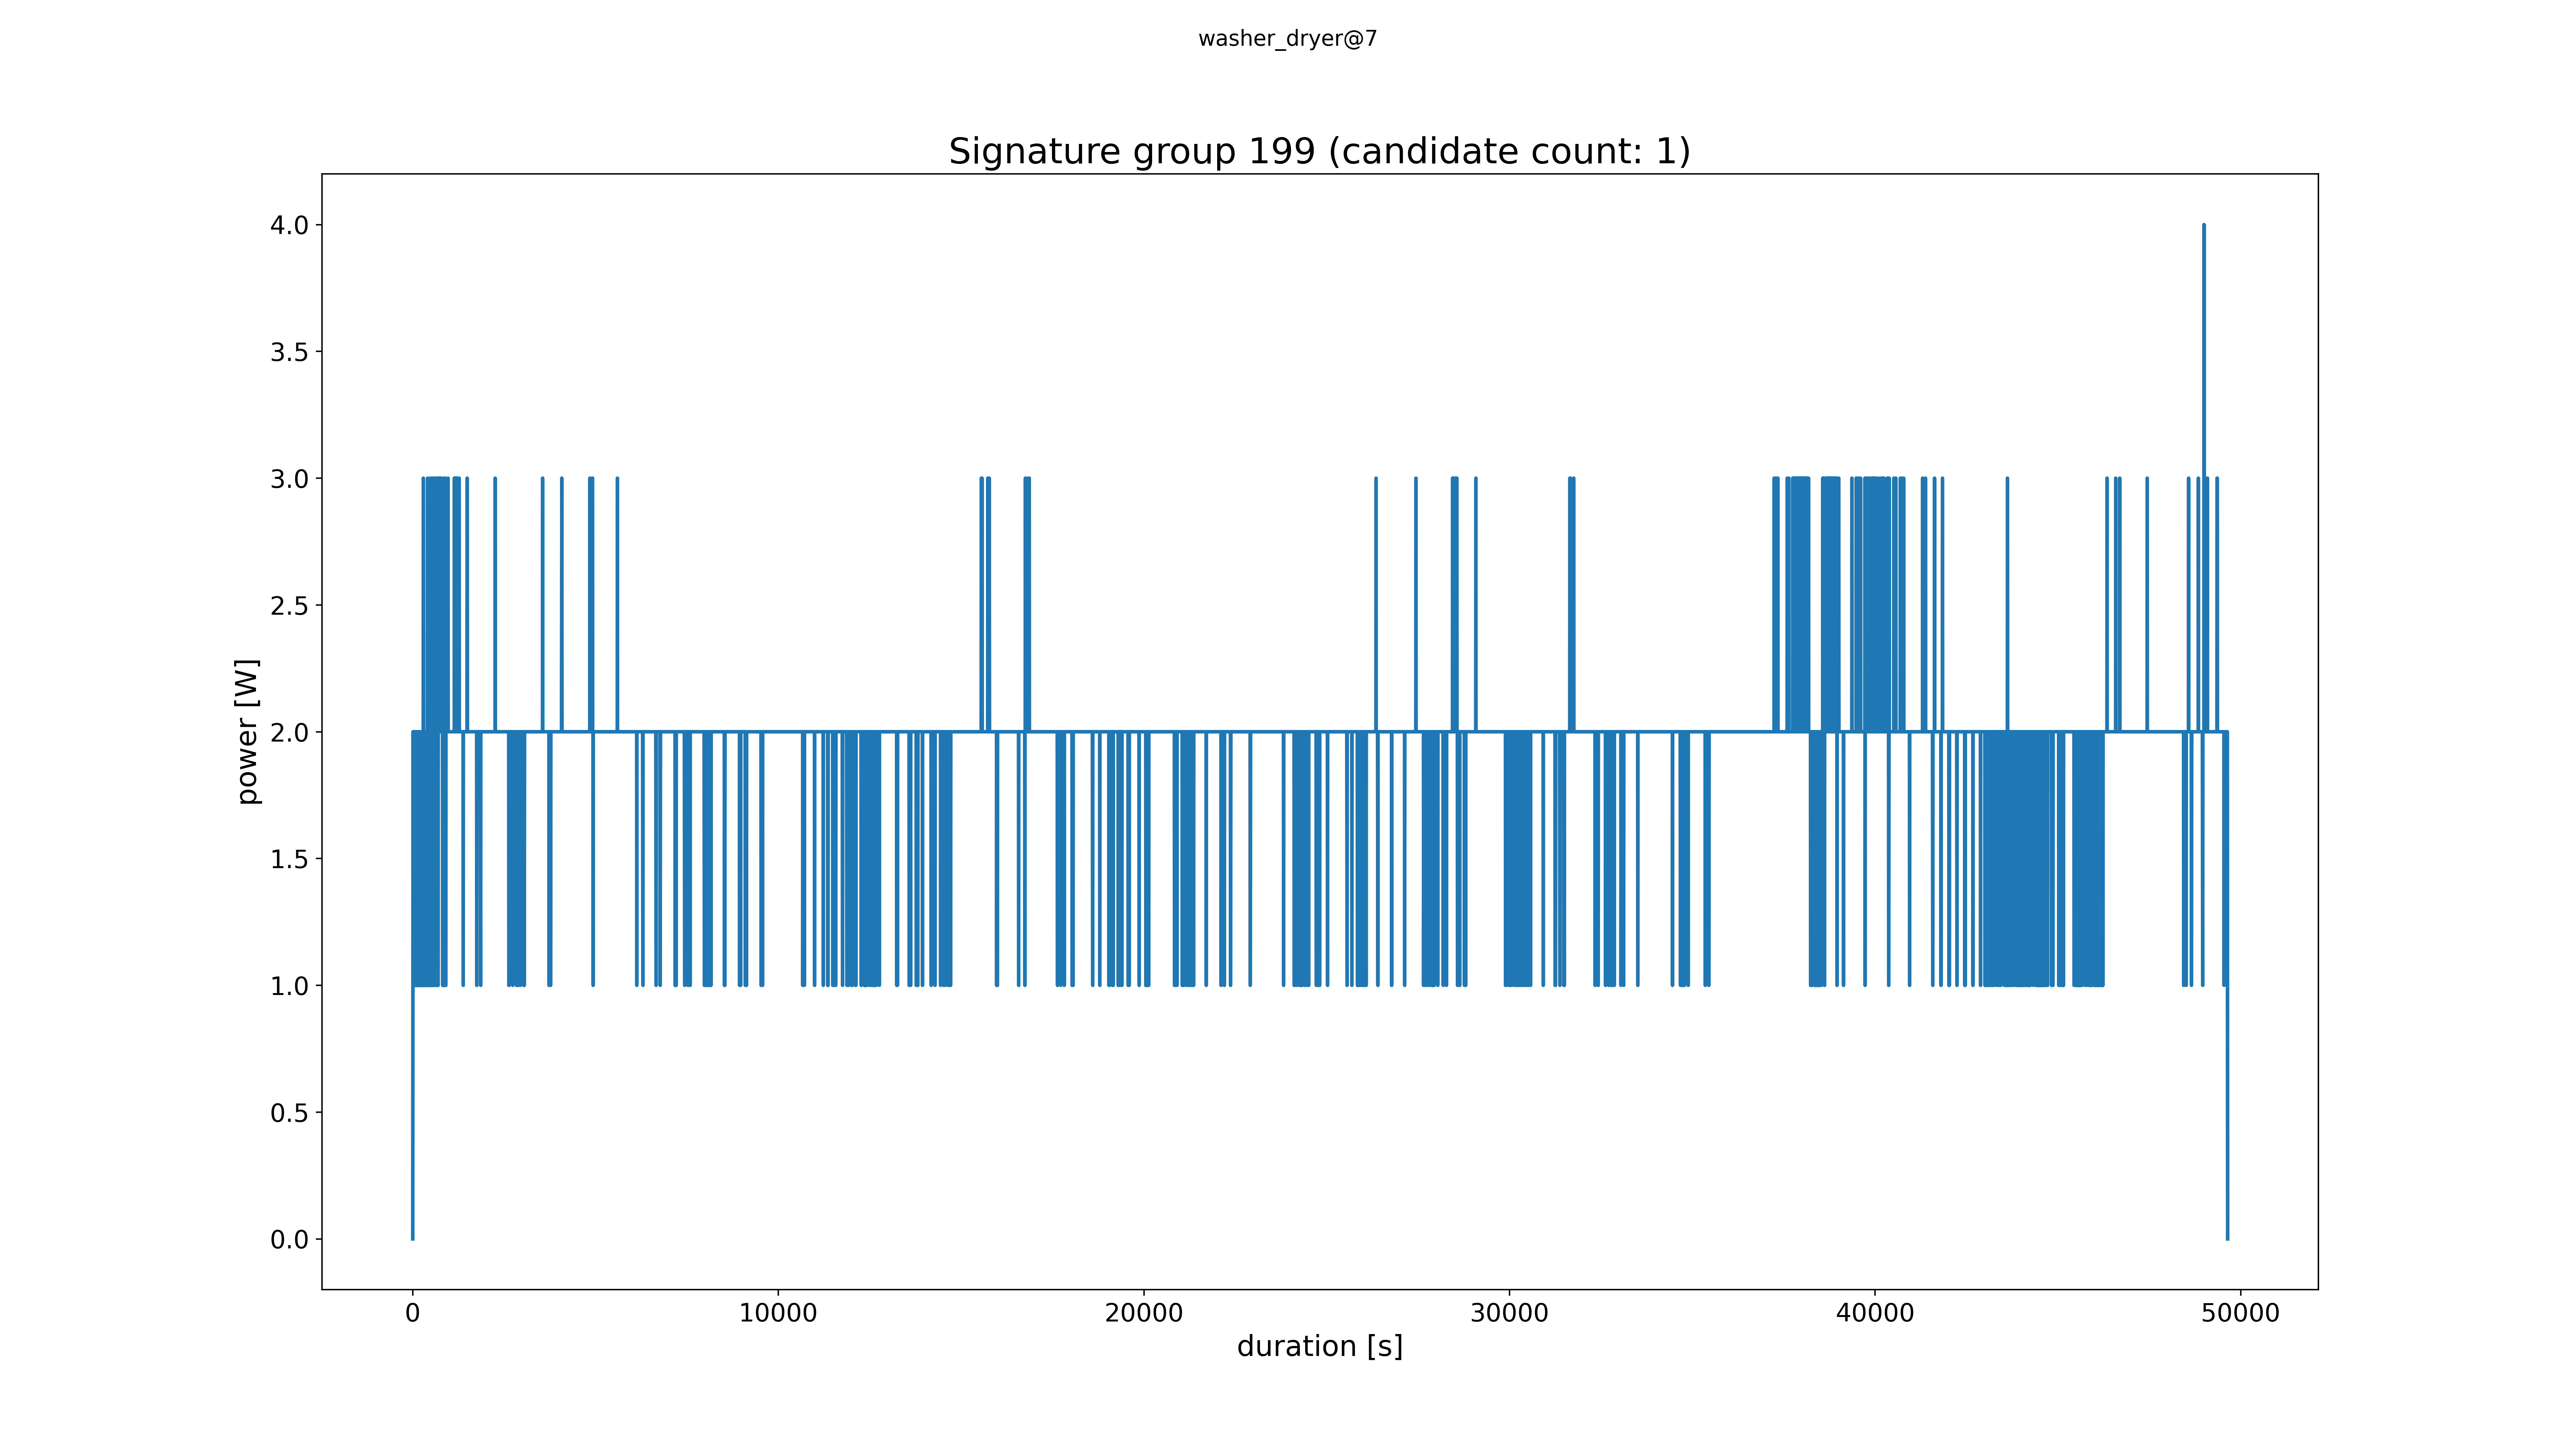 washer_dryer@7
Signature group 199 (candidate count: 1)
4.0
3.5
3.0
2.5
2.0
1.5
1.0
0.5
0.0
power [W]
0 10000 20000 30000 40000 50000
duration [s]